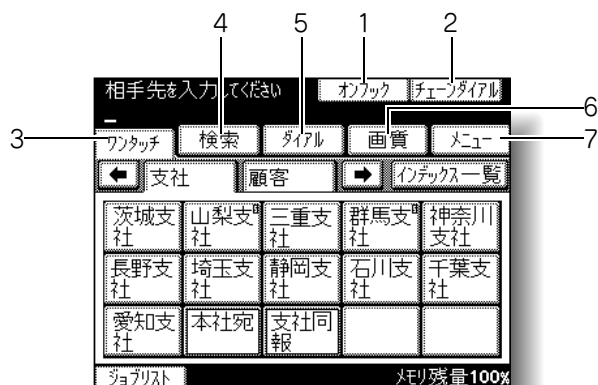 4 5 1 2
相手先を入力してください オンフック チェーンダイアル
6
3 ワンタッチ 検索 ダイアル 画質 メニュー 7
支社 顧客 インデックス一覧
茨城支社 山梨支社 三重支社 群馬支社 神奈川支社
長野支社 埼玉支社 静岡支社 石川支社 千葉支社
愛知支社 本社宛 支社同報
ジョブリスト メモリ残量100%